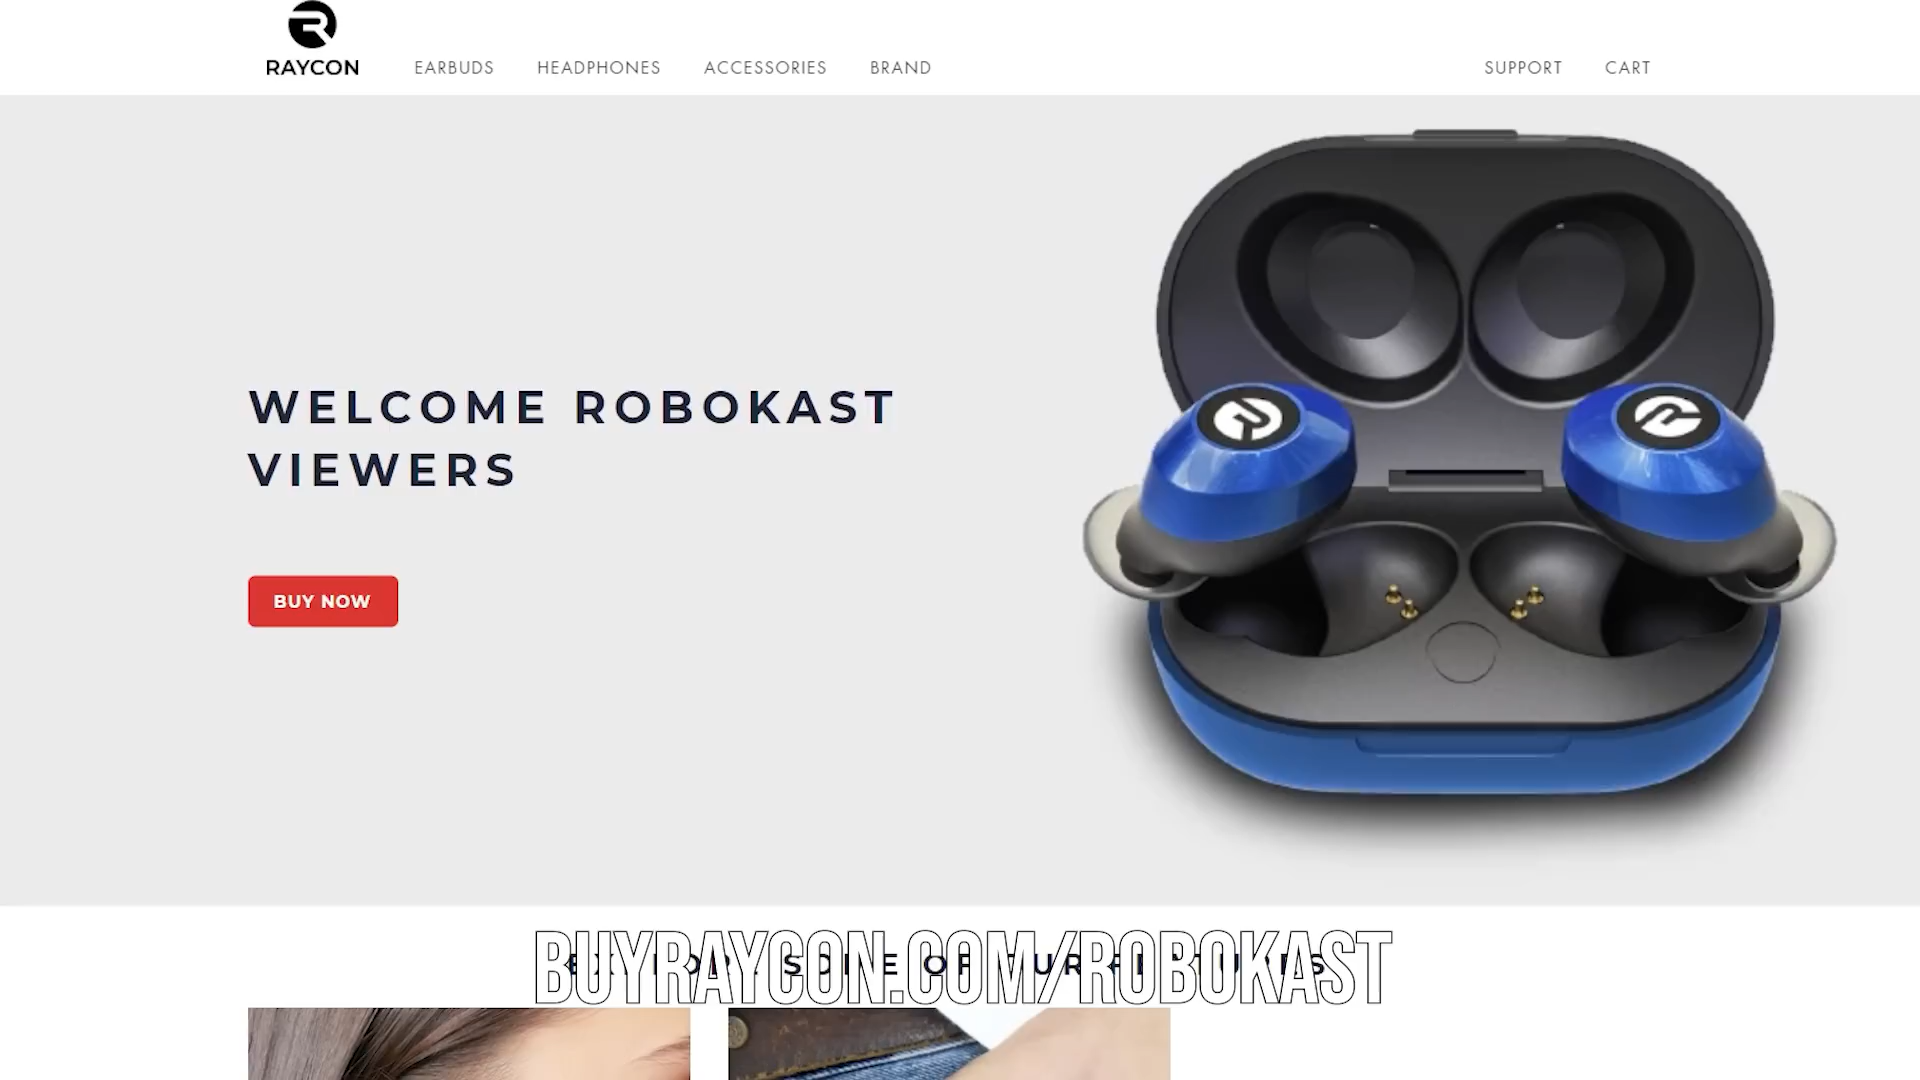 RAYCON
EARBUDS HEADPHONES ACCESSORIES BRAND SUPPORT CART
WELCOME ROBOKAST
VIEWERS
BUY NOW
BUYRAYCON.COM/ROBOKAST